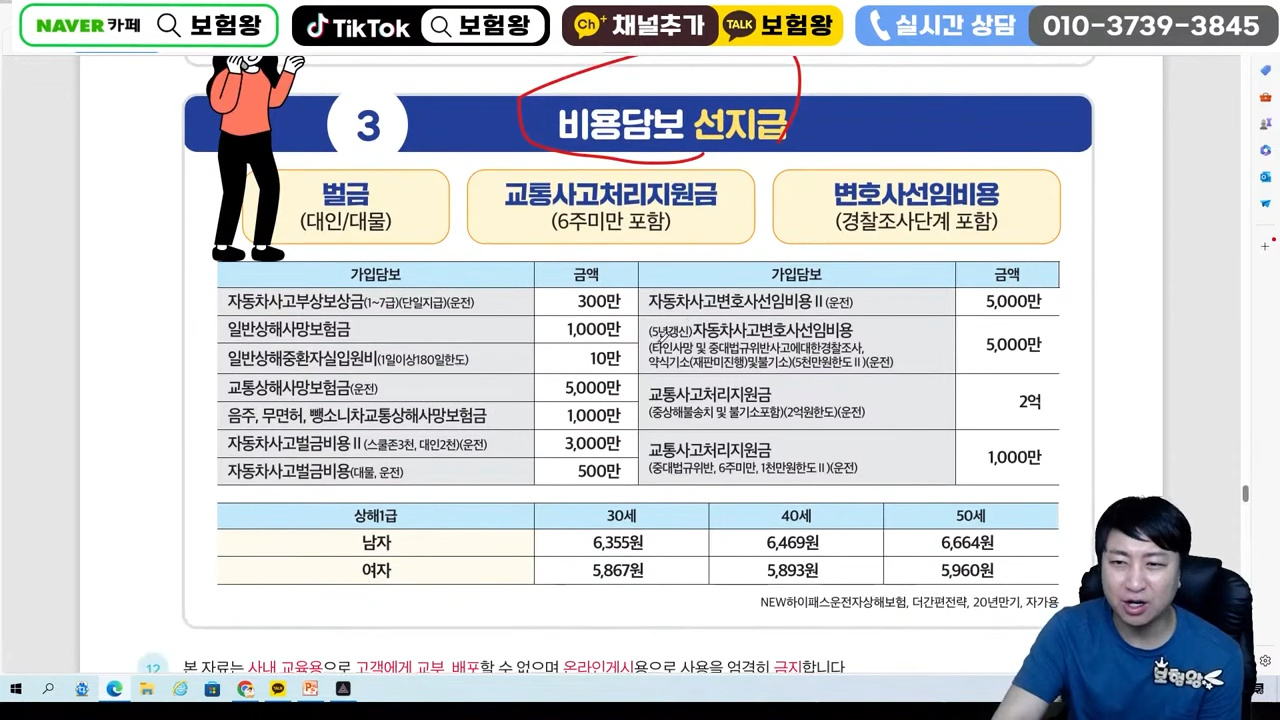 NAVER 카페 보험왕 TikTok 보험왕 Ch+ 채널추가 TALK 보험왕 실시간 상담 010-3739-3845
3 비용담보 선지급
벌금 교통사고처리지원금 변호사선임비용
(대인/대물) (6주미만 포함) (경찰조사단계 포함)
가입담보 금액 가입담보 금액
자동차사고부상보상금(1~7급)(단일지급)(운전) 300만 자동차사고변호사선임비용Ⅱ(운전) 5,000만
일반상해사망보험금 1,000만 (5년갱신)자동차사고변호사선임비용
(타인사망 및 중대법규위반사고에대한경찰조사,
일반상해중환자실입원비(1일이상180일한도) 10만 약식기소(재판미진행)및불기소)(5천만원한도Ⅱ)(운전) 5,000만
교통상해사망보험금(운전) 5,000만 교통사고처리지원금
음주, 무면허, 뺑소니차교통상해사망보험금 1,000만 (중상해불송치 및 불기소포함)(2억원한도)(운전) 2억
자동차사고벌금비용Ⅱ(스쿨존3천, 대인2천)(운전) 3,000만 교통사고처리지원금
자동차사고벌금비용(대물, 운전) 500만 (중대법규위반, 6주미만, 1천만원한도Ⅱ)(운전) 1,000만
상해1급 30세 40세 50세
남자 6,355원 6,469원 6,664원
여자 5,867원 5,893원 5,960원
NEW하이패스운전자상해보험, 더간편전략, 20년만기, 자가용
12 본 자료는 사내 교육용으로 고객에게 교부, 배포할 수 없으며 온라인게시용으로 사용을 엄격히 금지합니다
보험왕